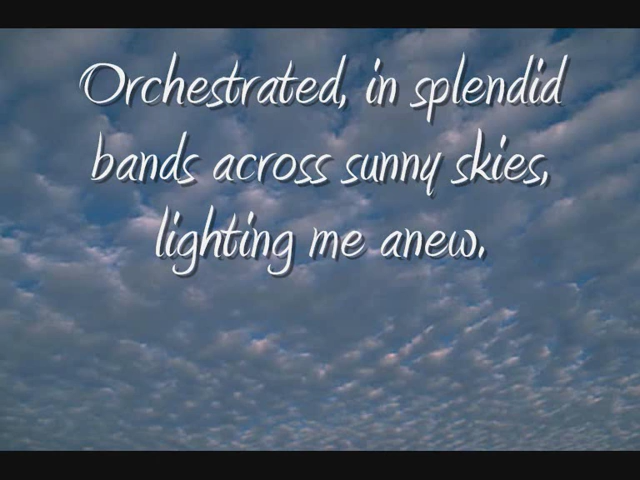 Orchestrated, in splendid
bands across sunny skies,
lighting me anew.